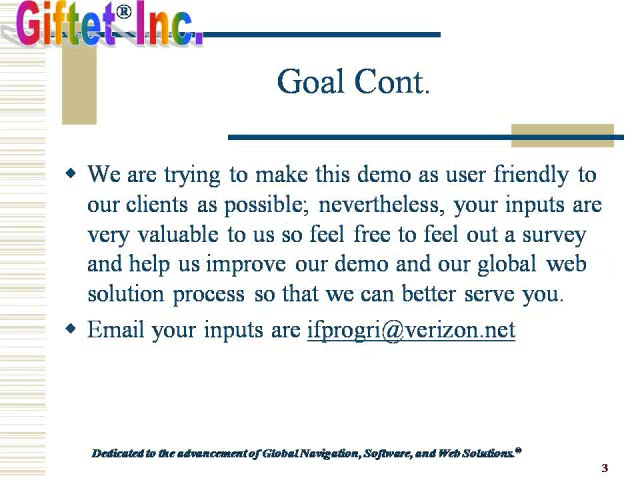 Giftet® Inc.
Goal Cont.
We are trying to make this demo as user friendly to
our clients as possible; nevertheless, your inputs are
very valuable to us so feel free to feel out a survey
and help us improve our demo and our global web
solution process so that we can better serve you.
Email your inputs are ifprogri@verizon.net
Dedicated to the advancement of Global Navigation, Software, and Web Solutions.®
3